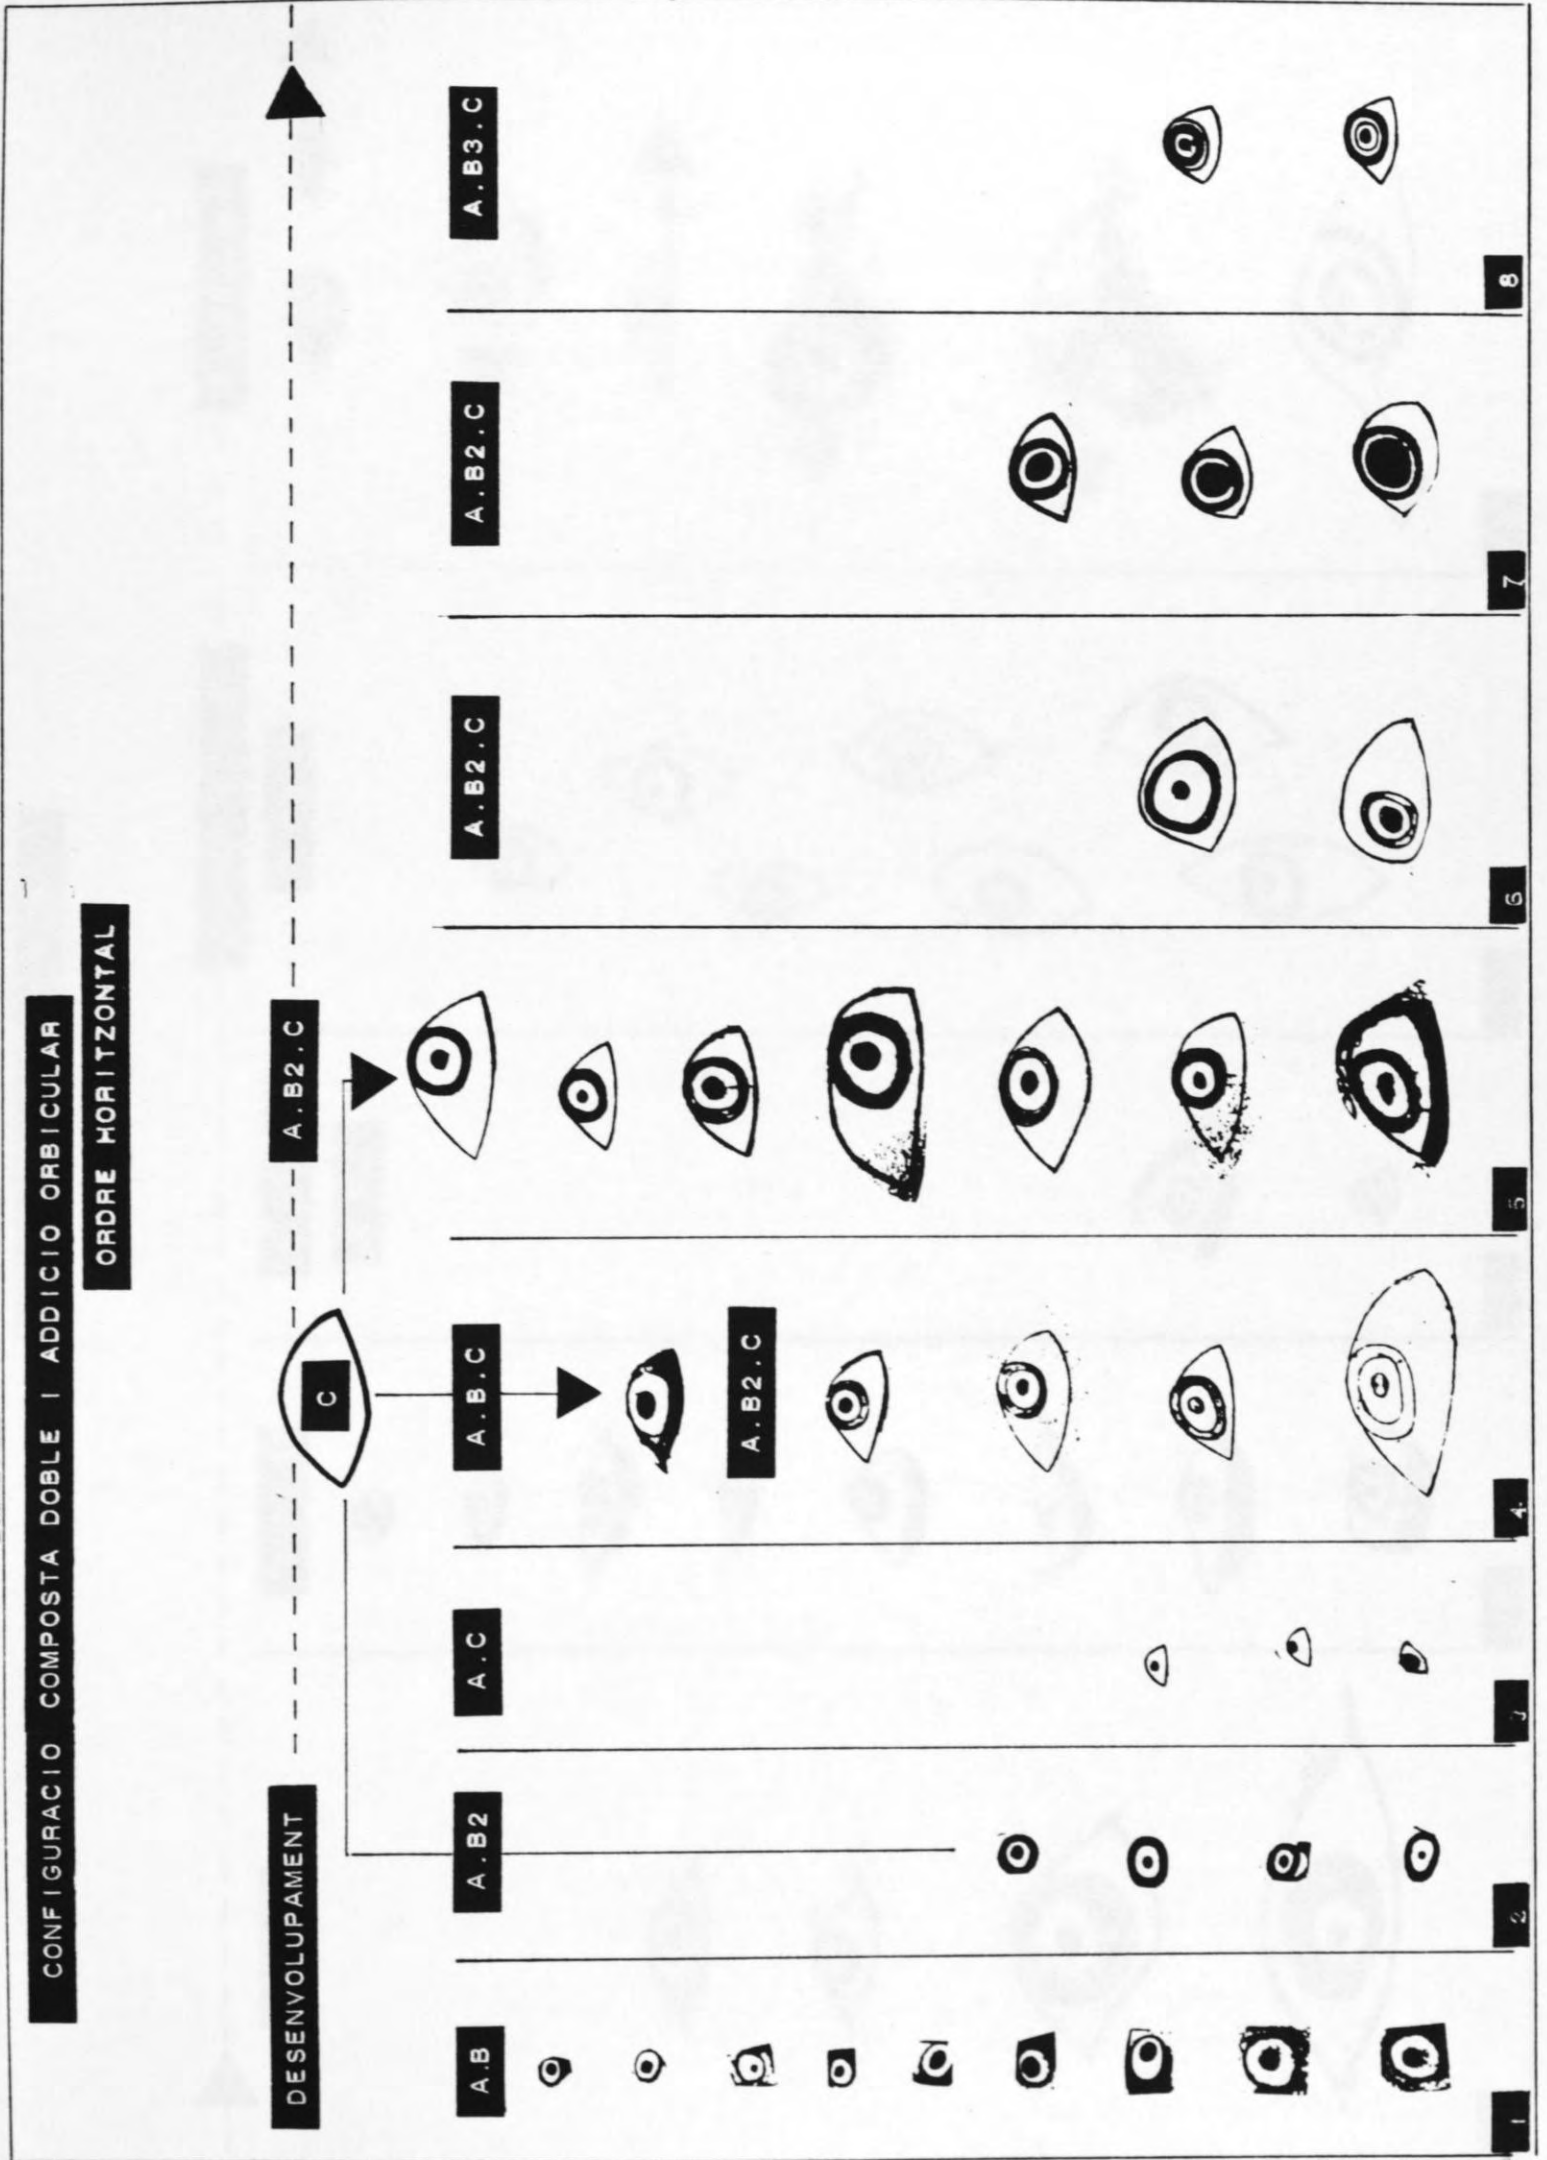 CONFIGURACIO COMPOSTA DOBLE I ADDICIO ORBICULAR
ORDRE HORITZONTAL
DESENVOLUPAMENT
C
A.B2.C
A.B
A.B2
A.C
A.B.C
A.B2.C
A.B2.C
A.B2.C
A.B3.C
1
2
3
4
5
6
7
8